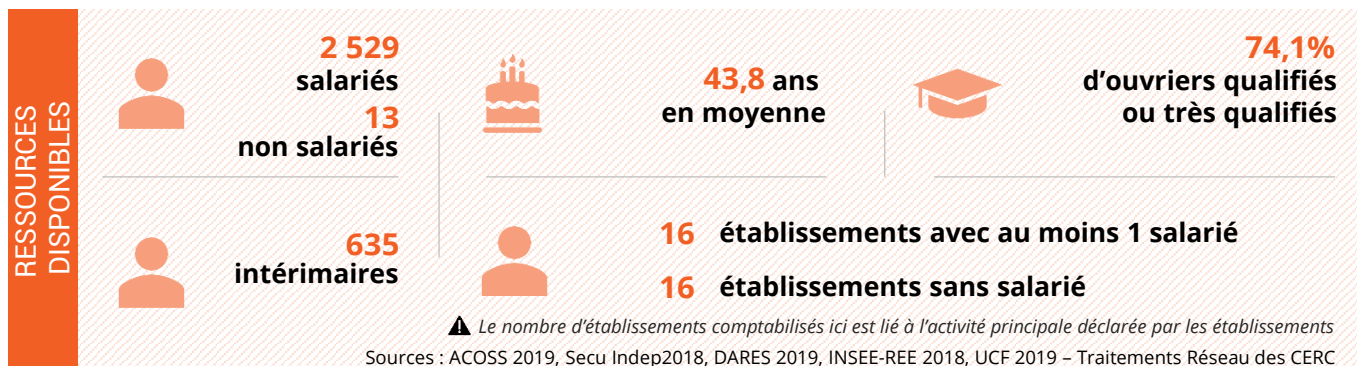 RESSOURCES
DISPONIBLES
2 529
salariés
13
non salariés
43,8 ans
en moyenne
74,1%
d’ouvriers qualifiés
ou très qualifiés
635
intérimaires
16 établissements avec au moins 1 salarié
16 établissements sans salarié
Le nombre d’établissements comptabilisés ici est lié à l’activité principale déclarée par les établissements
Sources : ACOSS 2019, Secu Indep2018, DARES 2019, INSEE-REE 2018, UCF 2019 – Traitements Réseau des CERC